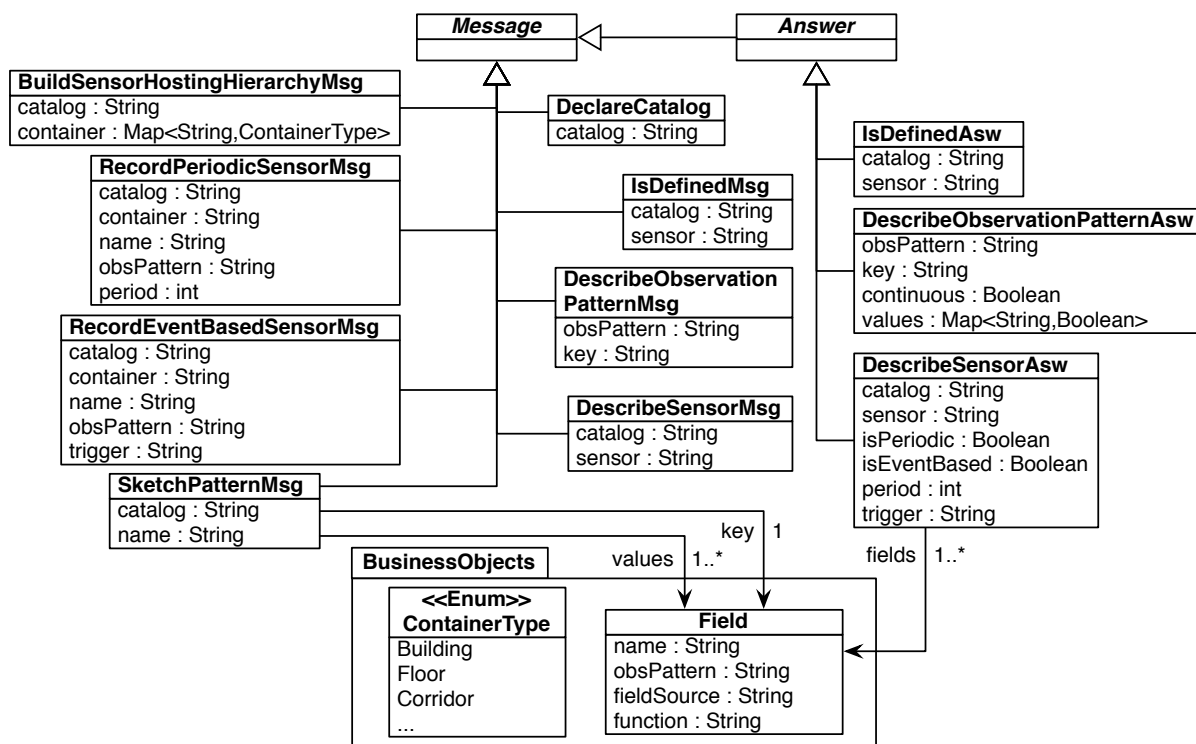 Message
Answer
BuildSensorHostingHierarchyMsg
catalog : String
container : Map<String,ContainerType>
DeclareCatalog
catalog : String
IsDefinedAsw
catalog : String
sensor : String
RecordPeriodicSensorMsg
catalog : String
container : String
name : String
obsPattern : String
period : int
IsDefinedMsg
catalog : String
sensor : String
DescribeObservationPatternAsw
obsPattern : String
key : String
continuous : Boolean
values : Map<String,Boolean>
DescribeObservation
PatternMsg
obsPattern : String
key : String
RecordEventBasedSensorMsg
catalog : String
container : String
name : String
obsPattern : String
trigger : String
DescribeSensorAsw
catalog : String
sensor : String
isPeriodic : Boolean
isEventBased : Boolean
period : int
trigger : String
DescribeSensorMsg
catalog : String
sensor : String
SketchPatternMsg
catalog : String
name : String
key 1
values 1..*
fields 1..*
BusinessObjects
<<Enum>>
ContainerType
Building
Floor
Corridor
...
Field
name : String
obsPattern : String
fieldSource : String
function : String